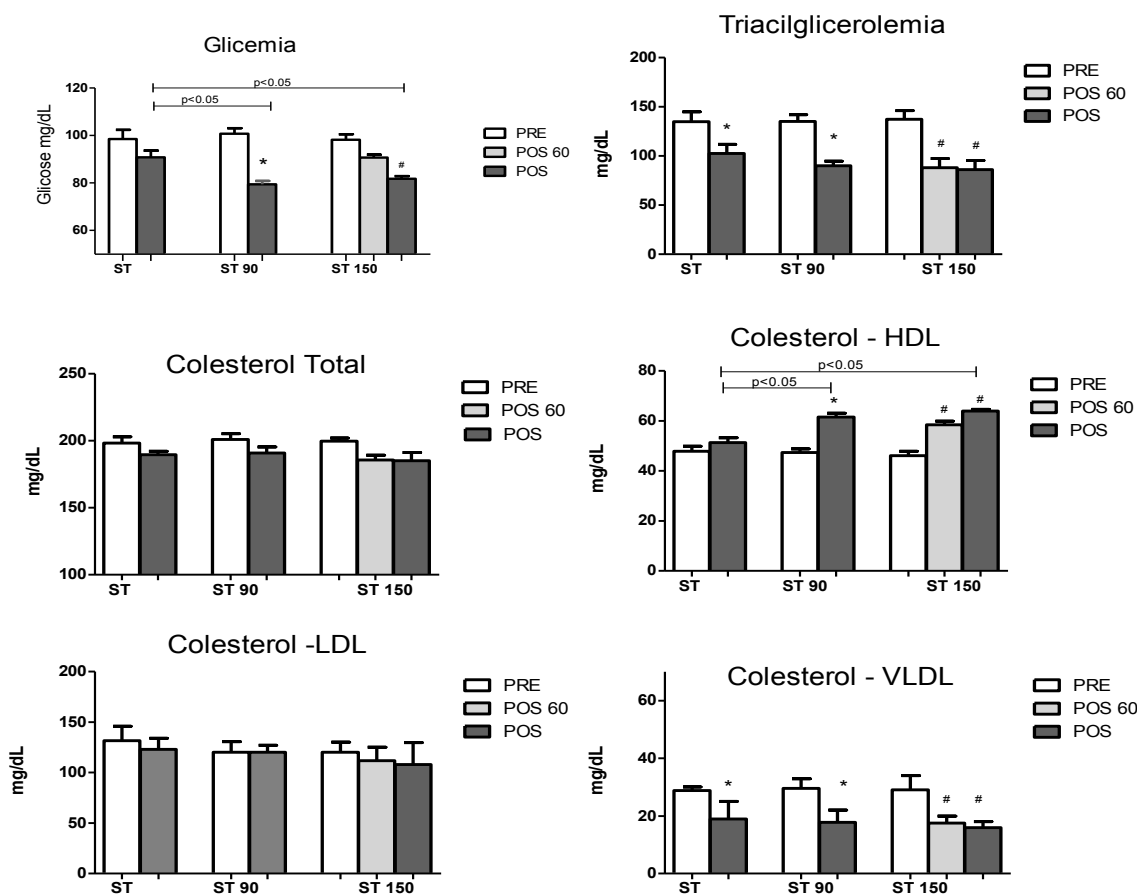 Glicemia
p<0.05
p<0.05
*
#
Glicose mg/dL
120
100
80
60
ST
ST 90
ST 150
PRE
POS 60
POS
Triacilglicerolemia
*
*
#
#
mg/dL
200
150
100
50
0
ST
ST 90
ST 150
PRE
POS 60
POS
Colesterol Total
mg/dL
250
200
150
100
ST
ST 90
ST 150
PRE
POS 60
POS
Colesterol - HDL
p<0.05
p<0.05
*
#
#
mg/dL
80
60
40
20
0
ST
ST 90
ST 150
PRE
POS 60
POS
Colesterol -LDL
mg/dL
200
150
100
50
0
ST
ST 90
ST 150
PRE
POS 60
POS
Colesterol - VLDL
*
*
#
#
mg/dL
60
40
20
0
ST
ST 90
ST 150
PRE
POS 60
POS